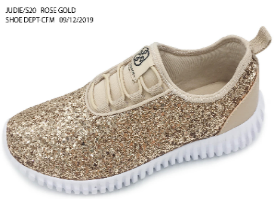 JUDIE/S20   ROSE GOLD
SHOE DEPT CFM   09/12/2019